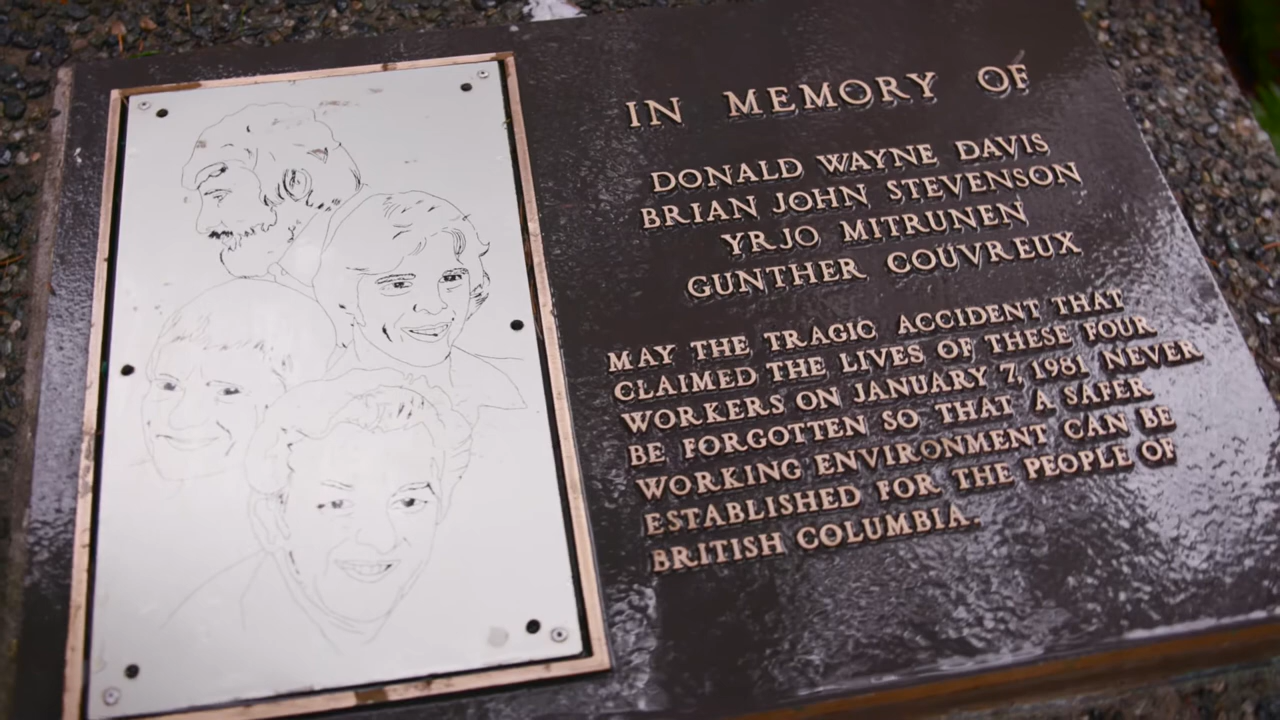 IN MEMORY OF
DONALD WAYNE DAVIS
BRIAN JOHN STEVENSON
YRJO MITRUNEN
GUNTHER COUVREUX
MAY THE TRAGIC ACCIDENT THAT
CLAIMED THE LIVES OF THESE FOUR
WORKERS ON JANUARY 7, 1981 NEVER
BE FORGOTTEN SO THAT A SAFER
WORKING ENVIRONMENT CAN BE
ESTABLISHED FOR THE PEOPLE OF
BRITISH COLUMBIA.